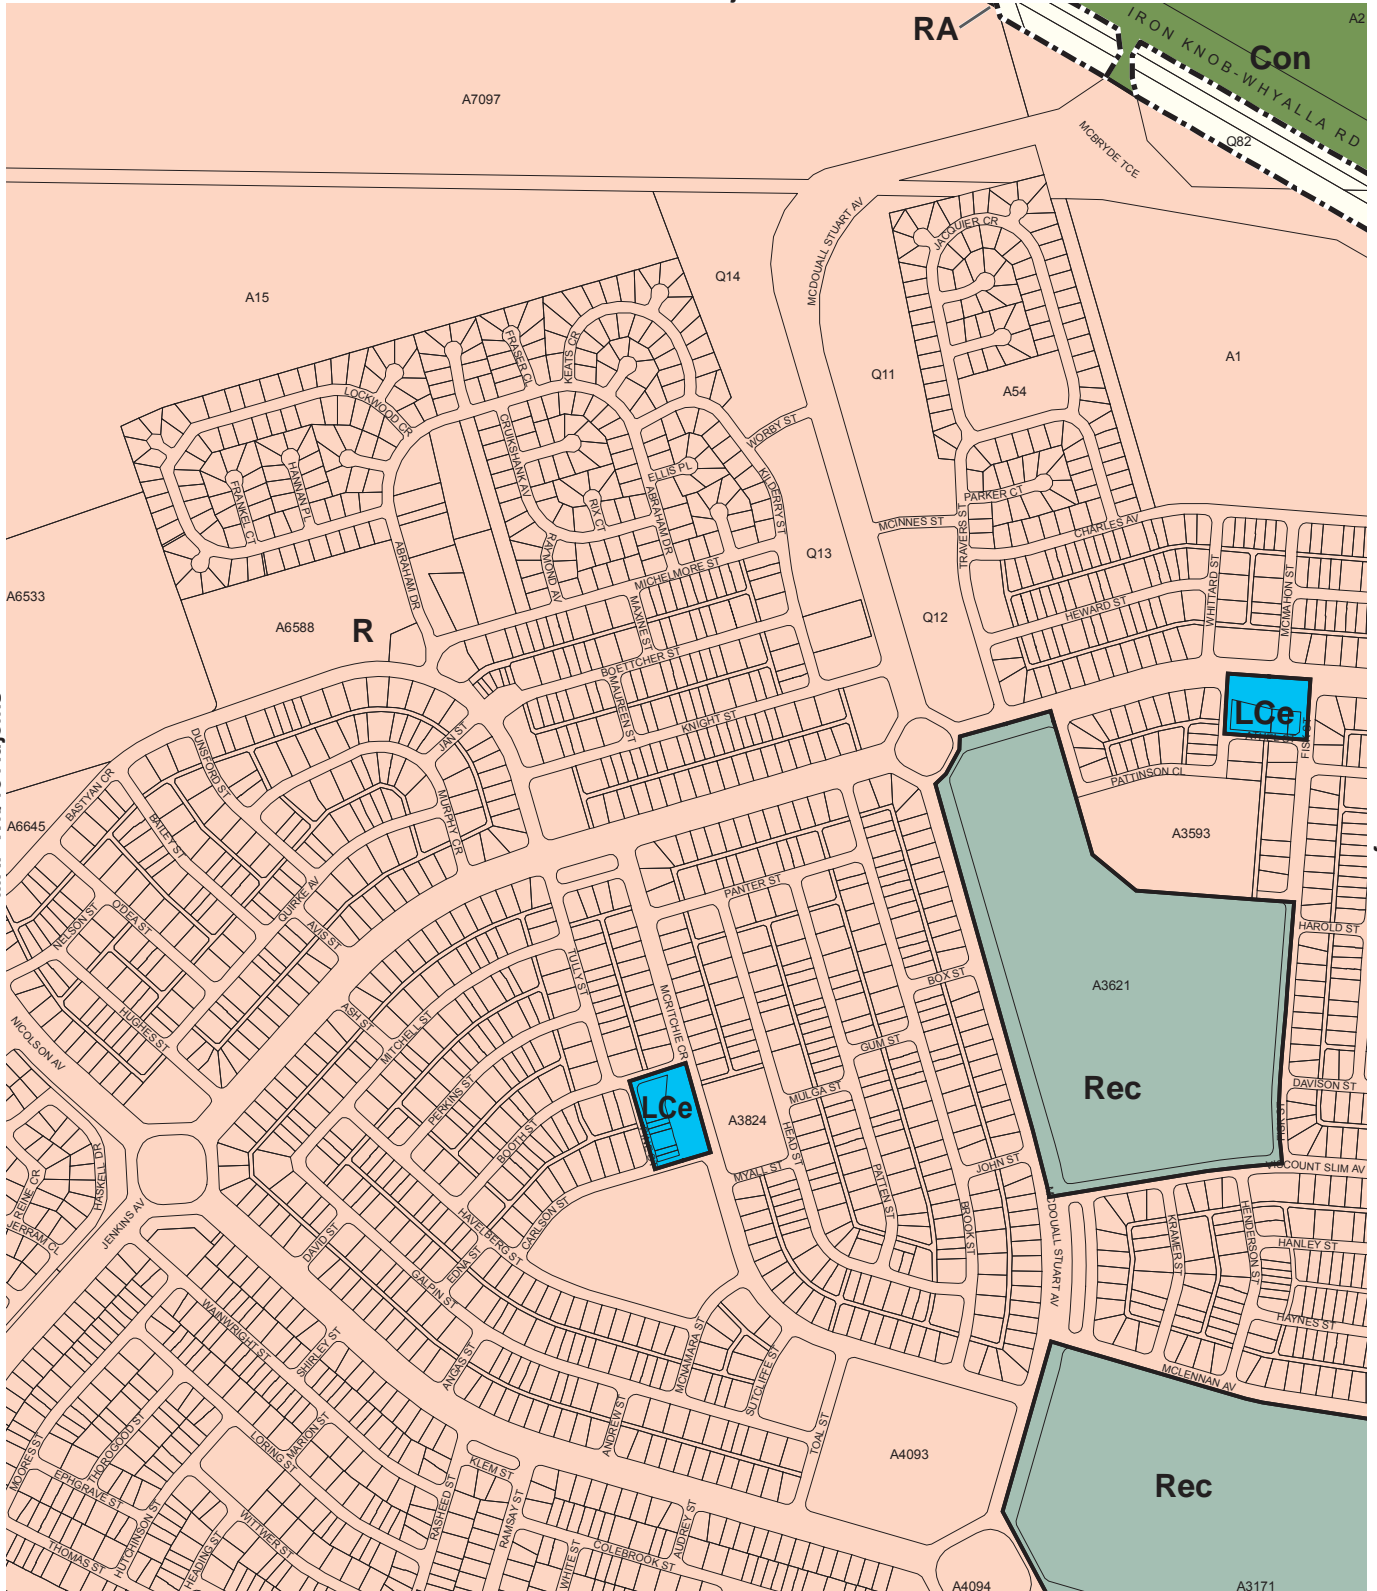 RA
Con
A2
IRON KNOB-WHYALLA RD
A7097
MCBRYDE TCE
Q82
MCDOUALL STUART AV
JACQUIER CR
Q14
A15
FRASER CL
KEATS CR
A1
Q11
A54
LOCKWOOD CR
CRUIKSHANK AV
WORBY ST
ELLIS PL
KILDERRY ST
HANNAN PL
FRANKEL CT
RIX CT
ABRAHAM DR
PARKER CT
MCINNES ST
TRAVERS ST
CHARLES AV
Q13
RAYMOND AV
ABRAHAM DR
MICHELMORE ST
WHITTARD ST
MCMAHON ST
A6533
MAXINE ST
HEWARD ST
Q12
A6588
R
BOETTCHER ST
MAUREEN ST
KNIGHT ST
LCe
JAN ST
DUNSFORD ST
PATTINSON CL
BASTYAN CR
MURPHY CR
BAILEY ST
A6645
A3593
QUIRKE AV
PANTER ST
NELSON ST
O'DEA ST
AVIS ST
HAROLD ST
TULLY ST
BOX ST
A3621
MCRITCHIE CR
ASH ST
MITCHELL ST
HUGHES ST
NICOLSON AV
GUM ST
Rec
DAVISON ST
PERKINS ST
MULGA ST
LCe
A3824
BOOTH ST
HEAD ST
JOHN ST
VISCOUNT SLIM AV
MYALL ST
PATTEN ST
HASKELL DR
REINE CR
JERRAM CL
JENKINS AV
HAVELBERG ST
CARLSON ST
BROOK ST
MCDOUALL STUART AV
KRAMER ST
HENDERSON ST
HANLEY ST
DAVID ST
EDNA ST
GALPIN ST
WAINWRIGHT ST
SHIRLEY ST
HAYNES ST
ANGAS ST
MCNAMARA ST
SUTCLIFFE ST
MCLENNAN AV
ANDREW ST
TOAL ST
A4093
MOORES ST
THOROGOOD ST
LORING ST
MARION ST
KLEM ST
Rec
EPHGRAVE ST
HUTCHINSON ST
RASHEED ST
RAMSAY ST
AUDREY ST
WITTWER ST
HEADING ST
THOMAS ST
WHITE ST
COLEBROOK ST
A4094
A3171